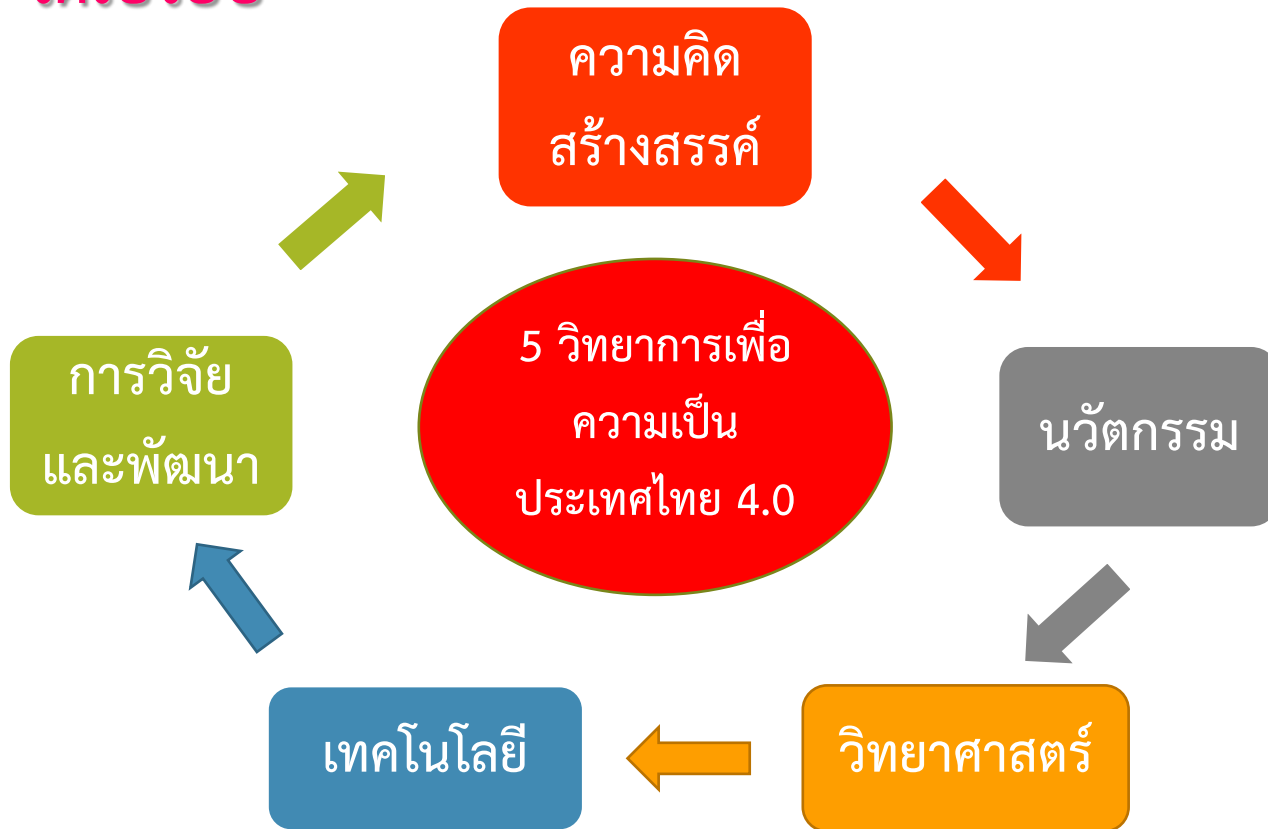 ความคิด
สร้างสรรค์
5 วิทยาการเพื่อ
ความเป็น
ประเทศไทย 4.0
นวัตกรรม
วิทยาศาสตร์
เทคโนโลยี
การวิจัย
และพัฒนา